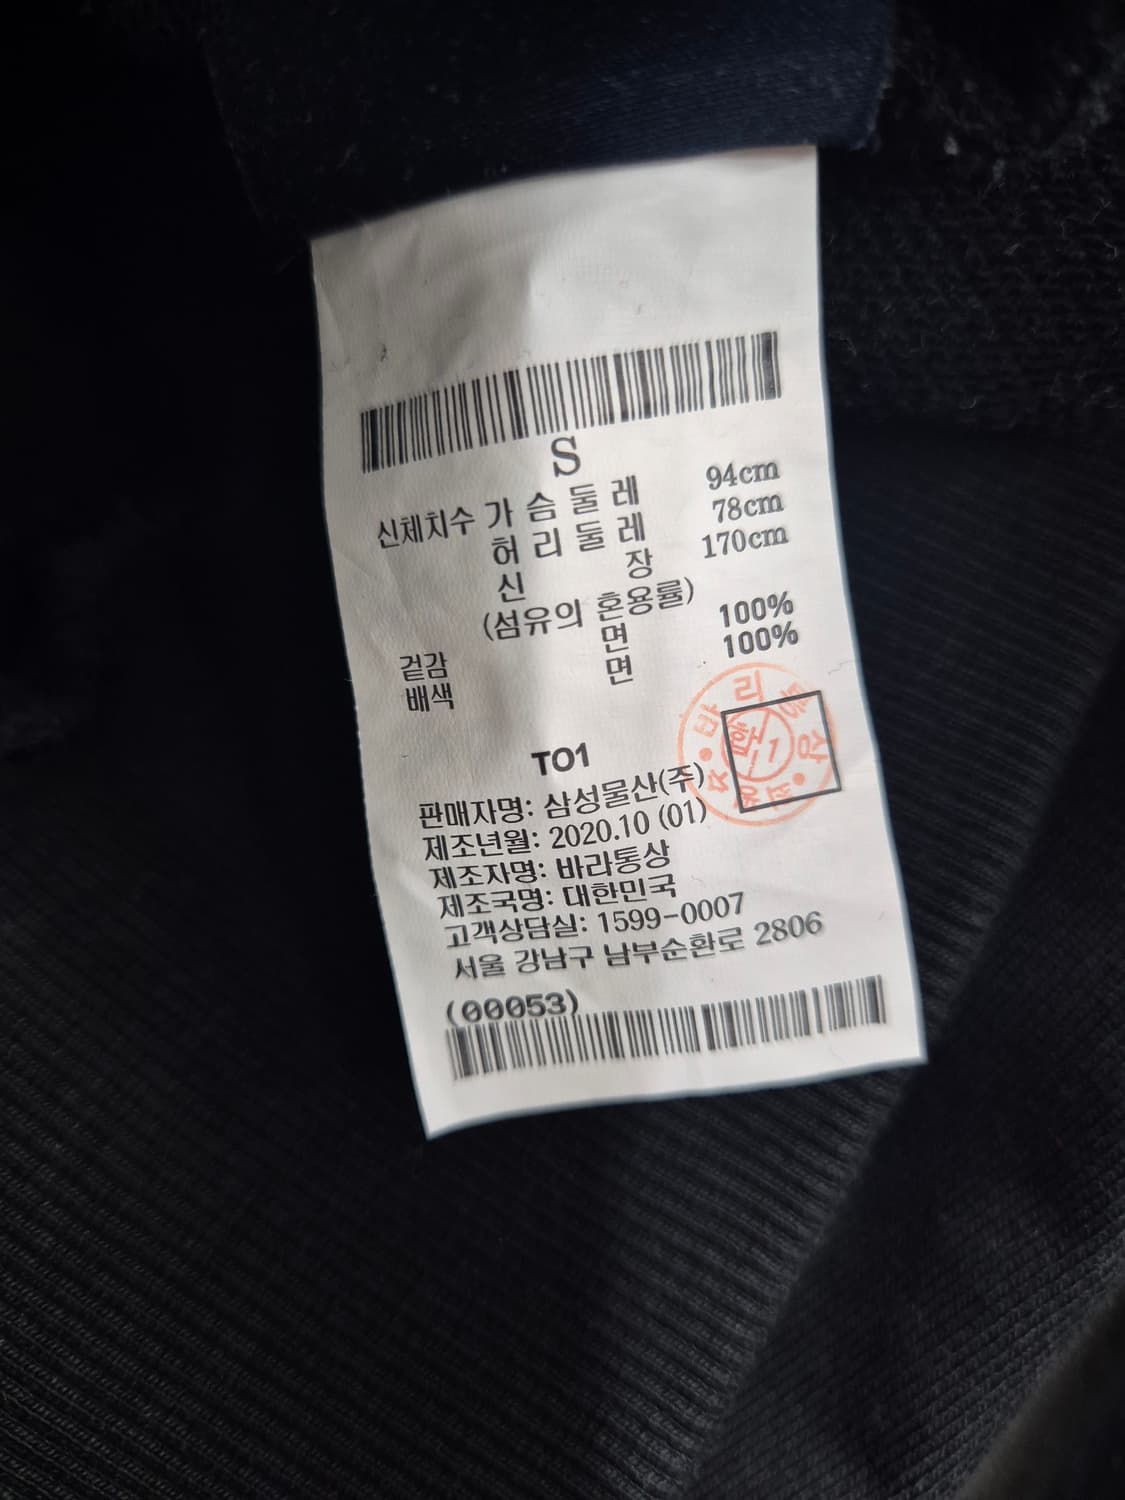 S
신체치수 가 슴 둘 레 94cm
허 리 둘 레 78cm
신 장 170cm
(섬유의 혼용률)
겉감 면 100%
배색 면 100%
TO1
판매자명: 삼성물산(주)
제조년월: 2020.10 (01)
제조자명: 바라통상
제조국명: 대한민국
고객상담실: 1599-0007
서울 강남구 남부순환로 2806
(00053)